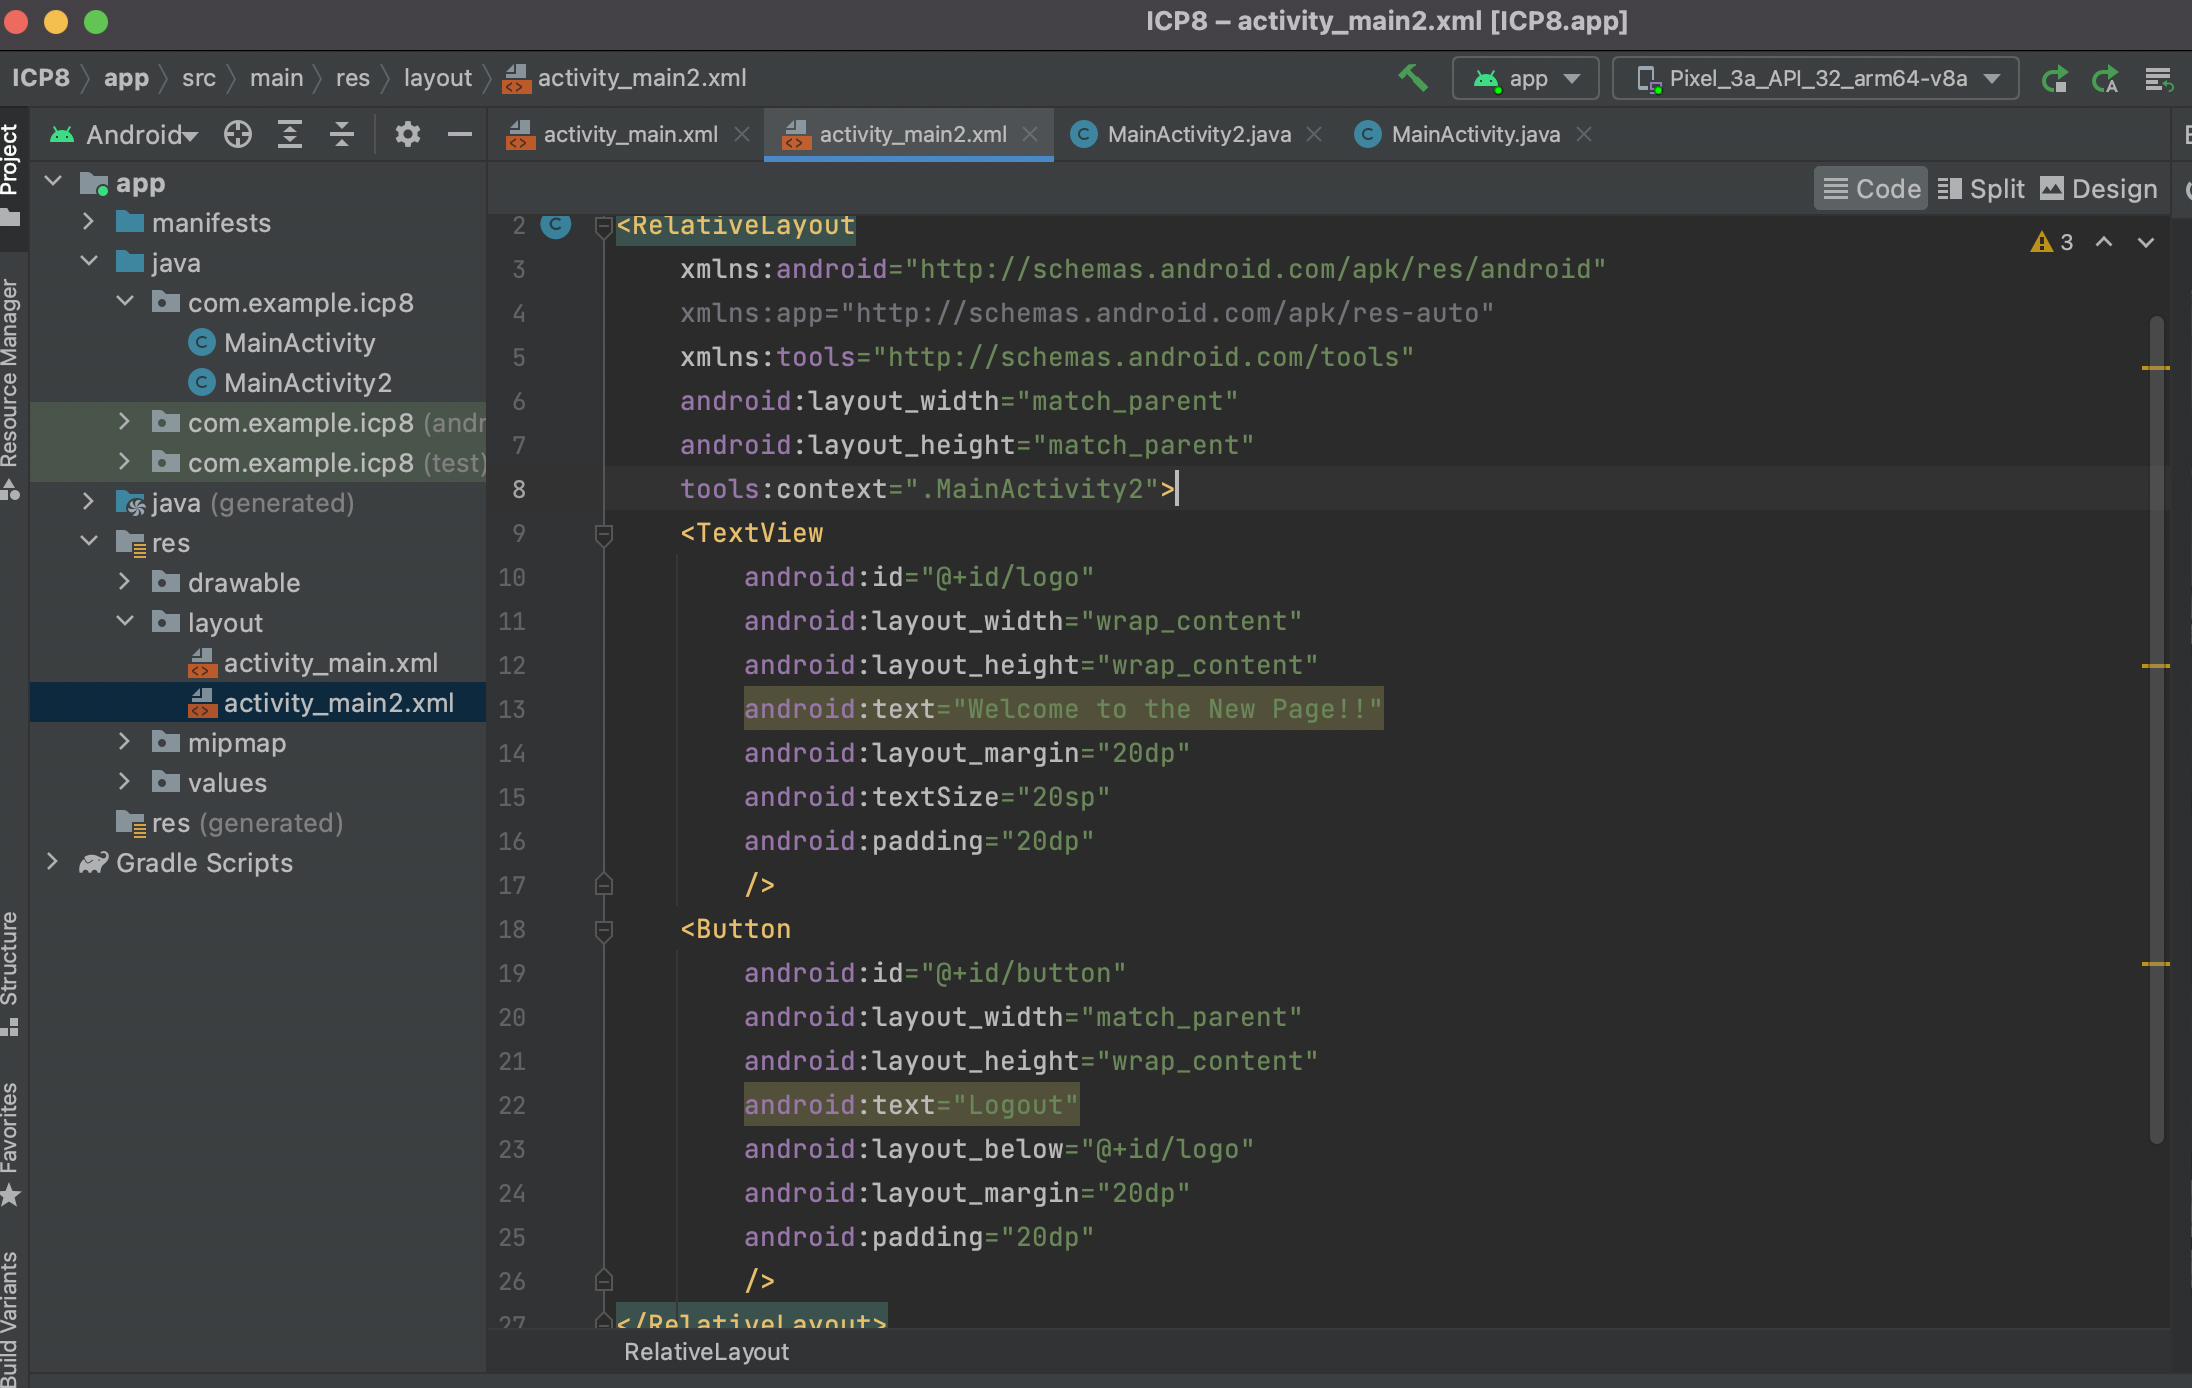 ICP8 – activity_main2.xml [ICP8.app]
ICP8 app src main res layout activity_main2.xml app Pixel_3a_API_32_arm64-v8a
Android activity_main.xml activity_main2.xml MainActivity2.java MainActivity.java
Code Split Design
3
Project
Resource Manager
Structure
Favorites
Build Variants
app
manifests
java
com.example.icp8
MainActivity
MainActivity2
com.example.icp8 (andr
com.example.icp8 (test)
java (generated)
res
drawable
layout
activity_main.xml
activity_main2.xml
mipmap
values
res (generated)
Gradle Scripts
2 <RelativeLayout
3 xmlns:android="http://schemas.android.com/apk/res/android"
4 xmlns:app="http://schemas.android.com/apk/res-auto"
5 xmlns:tools="http://schemas.android.com/tools"
6 android:layout_width="match_parent"
7 android:layout_height="match_parent"
8 tools:context=".MainActivity2">
9 <TextView
10 android:id="@+id/logo"
11 android:layout_width="wrap_content"
12 android:layout_height="wrap_content"
13 android:text="Welcome to the New Page!!"
14 android:layout_margin="20dp"
15 android:textSize="20sp"
16 android:padding="20dp"
17 />
18 <Button
19 android:id="@+id/button"
20 android:layout_width="match_parent"
21 android:layout_height="wrap_content"
22 android:text="Logout"
23 android:layout_below="@+id/logo"
24 android:layout_margin="20dp"
25 android:padding="20dp"
26 />
27 </RelativeLayout>
RelativeLayout